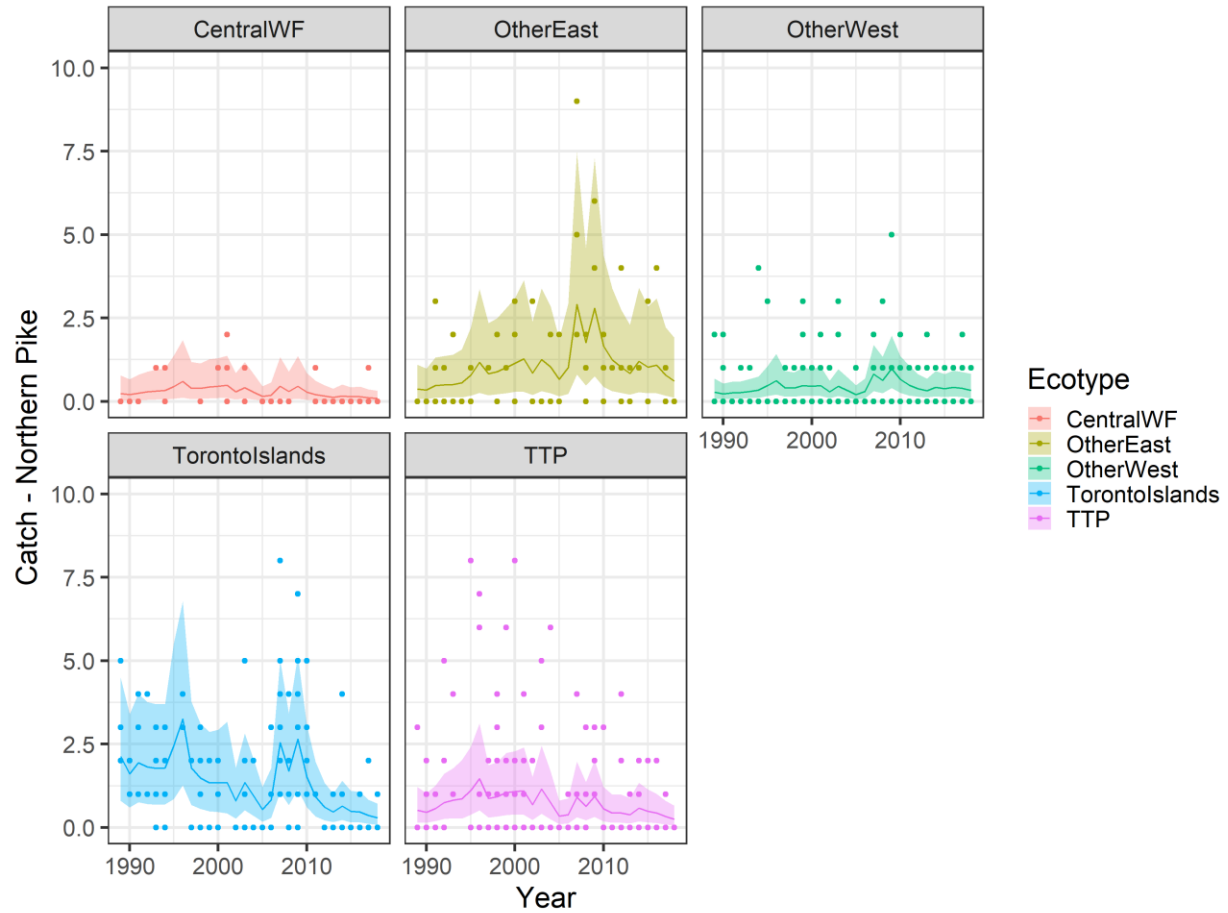 CentralWF
OtherEast
OtherWest
10.0
7.5
5.0
2.5
0.0
1990
2000
2010
TorontoIslands
TTP
10.0
7.5
5.0
2.5
0.0
1990
2000
2010
1990
2000
2010
Year
Catch - Northern Pike
Ecotype
CentralWF
OtherEast
OtherWest
TorontoIslands
TTP